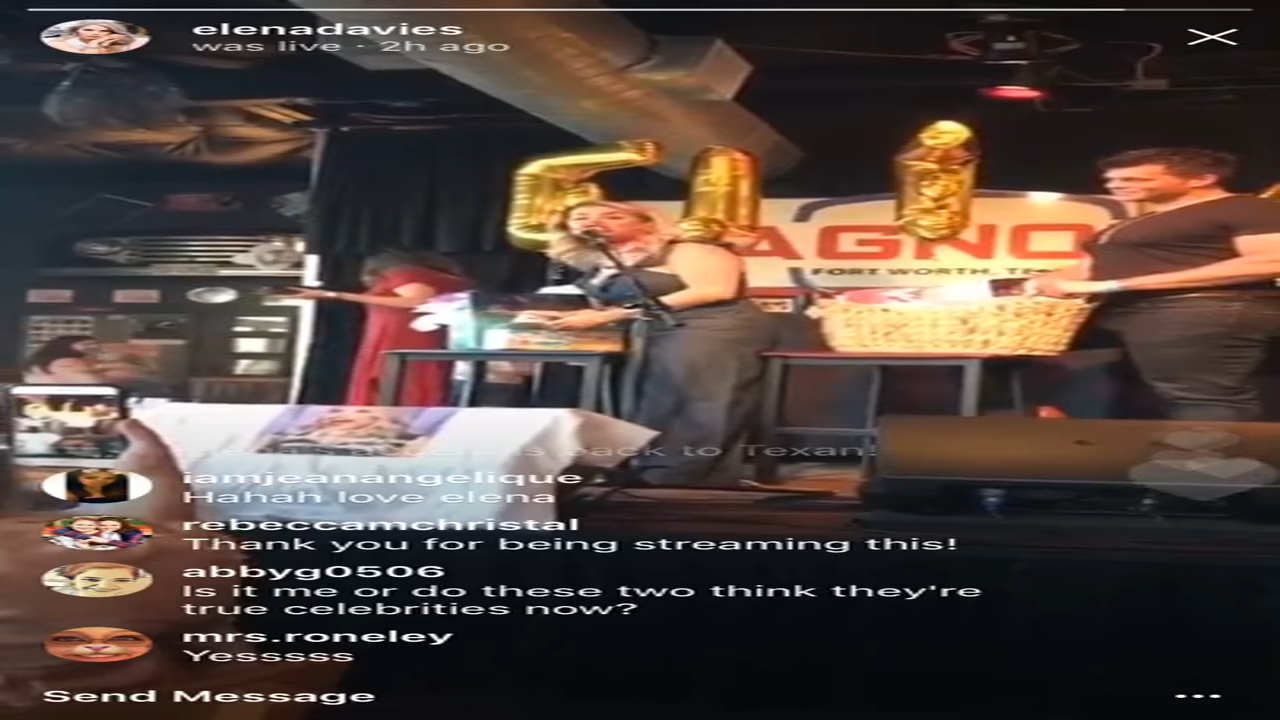 elenadavies
was live · 2h ago
AGNO
FORT WORTH, TE
back to Texan!
iamjeanangelique
Hahah love elena
rebeccamchristal
Thank you for being streaming this!
abbyg0506
Is it me or do these two think they're
true celebrities now?
mrs.roneley
Yesssss
Send Message